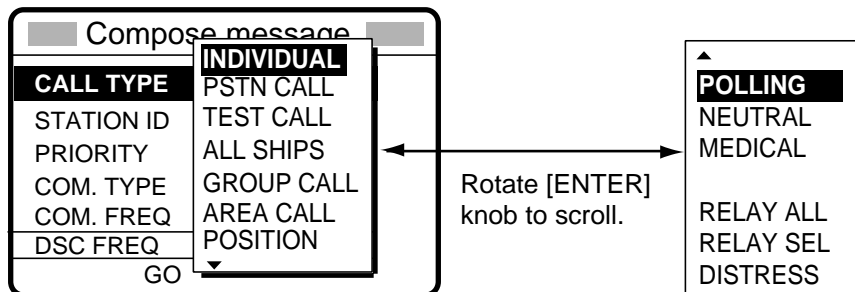 Compose message
CALL TYPE
STATION ID
PRIORITY
COM. TYPE
COM. FREQ
DSC FREQ
GO
INDIVIDUAL
PSTN CALL
TEST CALL
ALL SHIPS
GROUP CALL
AREA CALL
POSITION
Rotate [ENTER]
knob to scroll.
POLLING
NEUTRAL
MEDICAL
RELAY ALL
RELAY SEL
DISTRESS